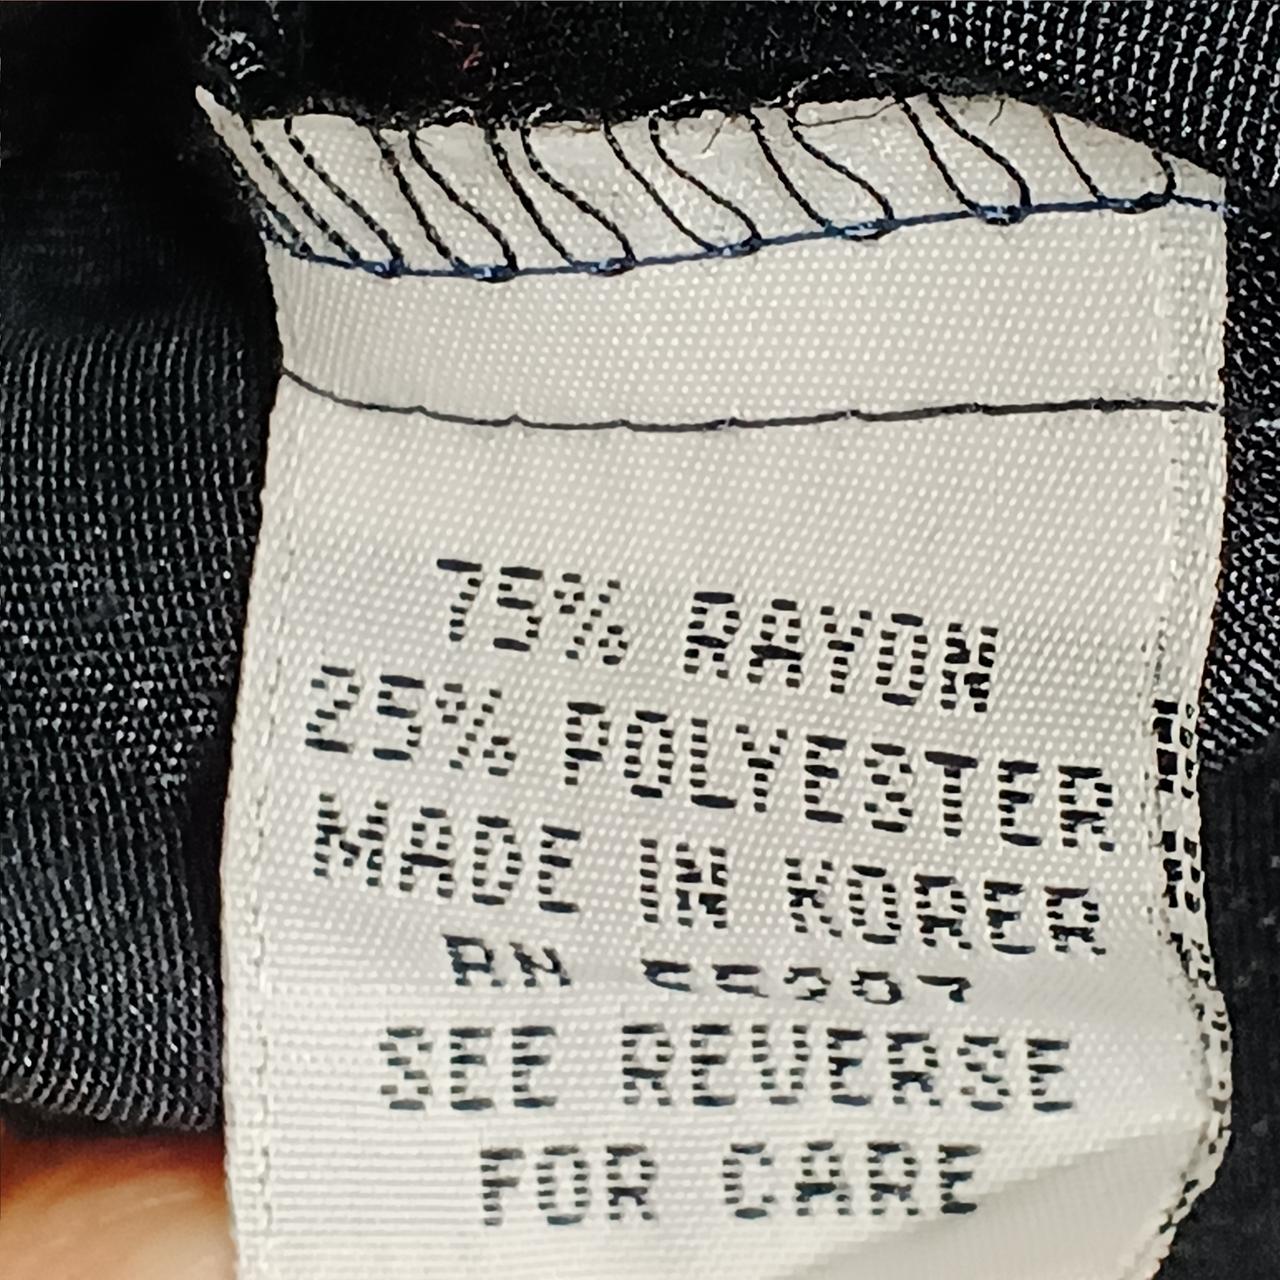 75% RAYON
25% POLYESTER
MADE IN KOREA
RN
SEE REVERSE
FOR CARE